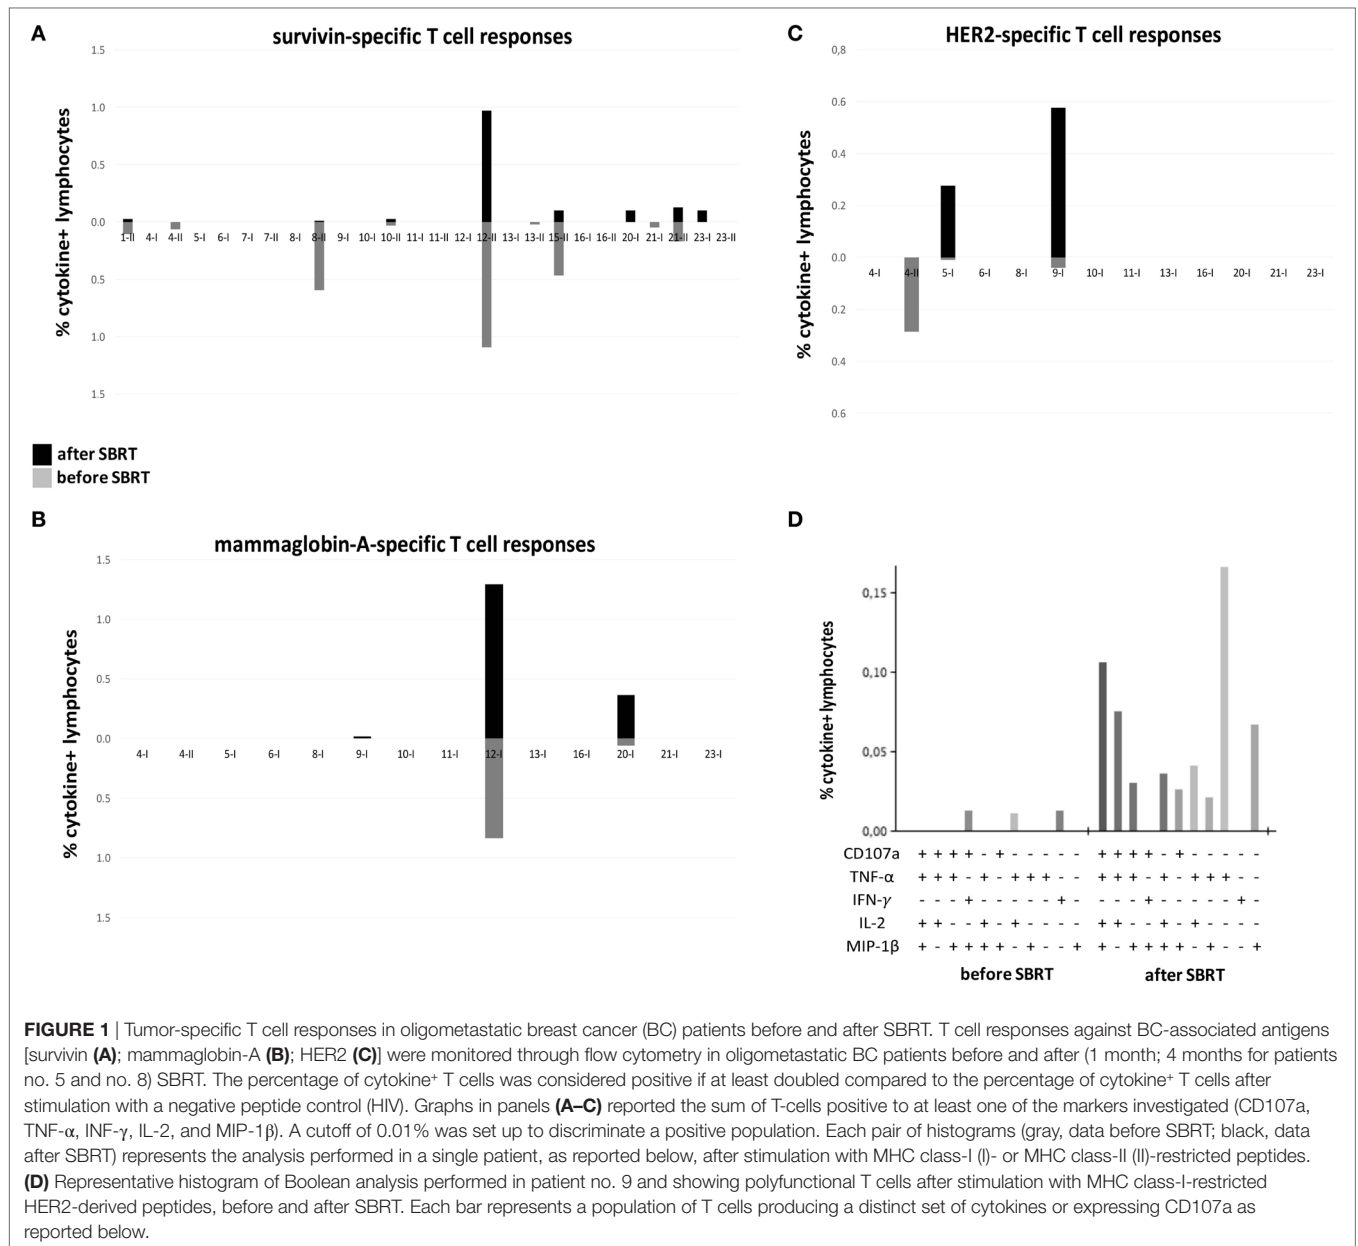 A
survivin-specific T cell responses
1.5
1.0
0.5
0.0
0.5
1.0
1.5
% cytokine+ lymphocytes
1-II 4-I 4-II 5-I 6-I 7-I 7-II 8-I 8-II 9-I 10-I 10-II 11-I 11-II 12-I 12-II 13-I 13-II 15-II 16-I 16-II 20-I 21-I 21-II 23-I 23-II
after SBRT
before SBRT
B
mammaglobin-A-specific T cell responses
1.5
1.0
0.5
0.0
0.5
1.0
1.5
% cytokine+ lymphocytes
4-I 4-II 5-I 6-I 8-I 9-I 10-I 11-I 12-I 13-I 16-I 20-I 21-I 23-I
C
HER2-specific T cell responses
0,8
0.6
0.4
0.2
0.0
0.2
0.4
0.6
% cytokine+ lymphocytes
4-I 4-II 5-I 6-I 8-I 9-I 10-I 11-I 13-I 16-I 20-I 21-I 23-I
D
0,15
0,10
0,05
0,00
% cytokine+ lymphocytes
CD107a + + + + - + - - - - - + + + + - + - - - - -
TNF-α + + + - + - + + + - - + + + - + - + + + - -
IFN-γ - - - + - - - - - + - - - - + - - - - - + -
IL-2 + + - - + - + - - - - + + - - + - + - - - -
MIP-1β + - + + + + - + - - + + - + + + + - + - - +
before SBRT after SBRT
FIGURE 1 | Tumor-specific T cell responses in oligometastatic breast cancer (BC) patients before and after SBRT. T cell responses against BC-associated antigens
[survivin (A); mammaglobin-A (B); HER2 (C)] were monitored through flow cytometry in oligometastatic BC patients before and after (1 month; 4 months for patients
no. 5 and no. 8) SBRT. The percentage of cytokine⁺ T cells was considered positive if at least doubled compared to the percentage of cytokine⁺ T cells after
stimulation with a negative peptide control (HIV). Graphs in panels (A–C) reported the sum of T-cells positive to at least one of the markers investigated (CD107a,
TNF-α, INF-γ, IL-2, and MIP-1β). A cutoff of 0.01% was set up to discriminate a positive population. Each pair of histograms (gray, data before SBRT; black, data
after SBRT) represents the analysis performed in a single patient, as reported below, after stimulation with MHC class-I (I)- or MHC class-II (II)-restricted peptides.
(D) Representative histogram of Boolean analysis performed in patient no. 9 and showing polyfunctional T cells after stimulation with MHC class-I-restricted
HER2-derived peptides, before and after SBRT. Each bar represents a population of T cells producing a distinct set of cytokines or expressing CD107a as
reported below.